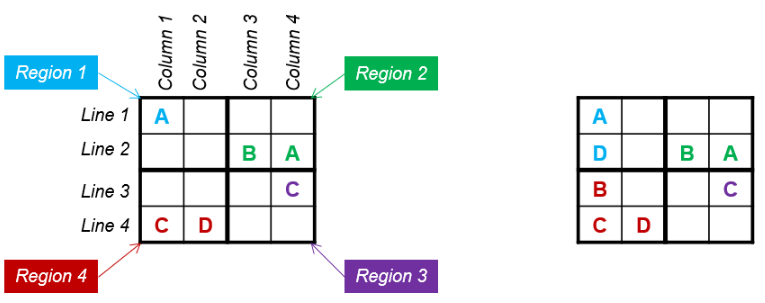 Column 1
Column 2
Column 3
Column 4
Region 1
Region 2
Line 1 A
A
Line 2 B A
D B A
Line 3 C
B C
Line 4 C D
C D
Region 4
Region 3